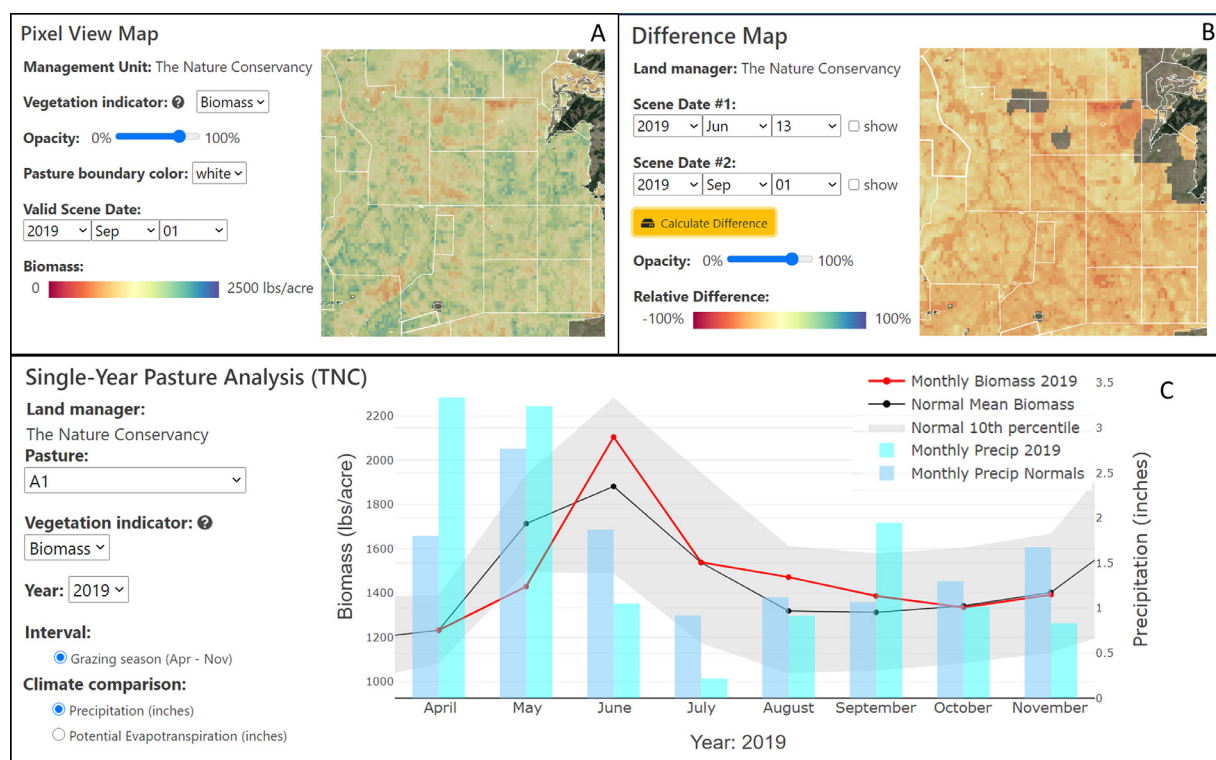 Pixel View Map
A
Management Unit: The Nature Conservancy
Vegetation indicator: ? Biomass
Opacity: 0% 100%
Pasture boundary color: white
Valid Scene Date:
2019 Sep 01
Biomass:
0 2500 lbs/acre
Difference Map
B
Land manager: The Nature Conservancy
Scene Date #1:
2019 Jun 13 show
Scene Date #2:
2019 Sep 01 show
Calculate Difference
Opacity: 0% 100%
Relative Difference:
-100% 100%
Single-Year Pasture Analysis (TNC)
C
Land manager:
The Nature Conservancy
Pasture:
A1
Vegetation indicator: ?
Biomass
Year: 2019
Interval:
Grazing season (Apr - Nov)
Climate comparison:
Precipitation (inches)
Potential Evapotranspiration (inches)
Monthly Biomass 2019
Normal Mean Biomass
Normal 10th percentile
Monthly Precip 2019
Monthly Precip Normals
Biomass (lbs/acre)
2200
2000
1800
1600
1400
1200
1000
3.5
3
2.5
2
1.5
1
0.5
0
Precipitation (inches)
April May June July August September October November
Year: 2019